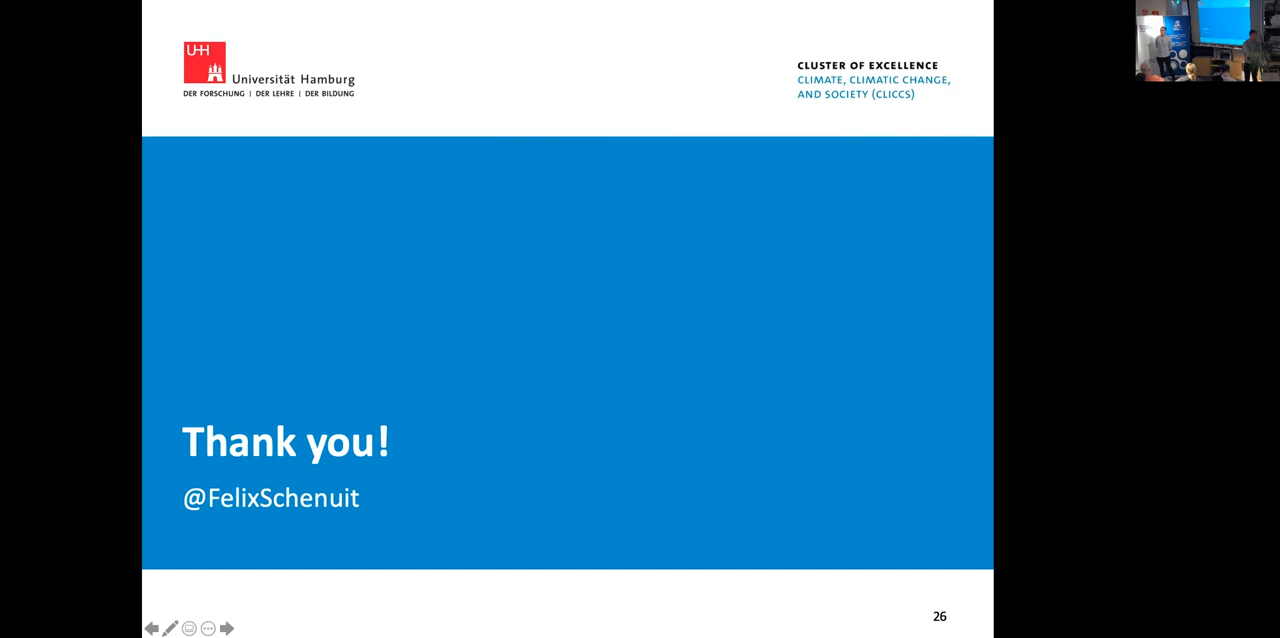 UHH
Universität Hamburg
DER FORSCHUNG | DER LEHRE | DER BILDUNG
CLUSTER OF EXCELLENCE
CLIMATE, CLIMATIC CHANGE,
AND SOCIETY (CLICCS)
Thank you!
@FelixSchenuit
26